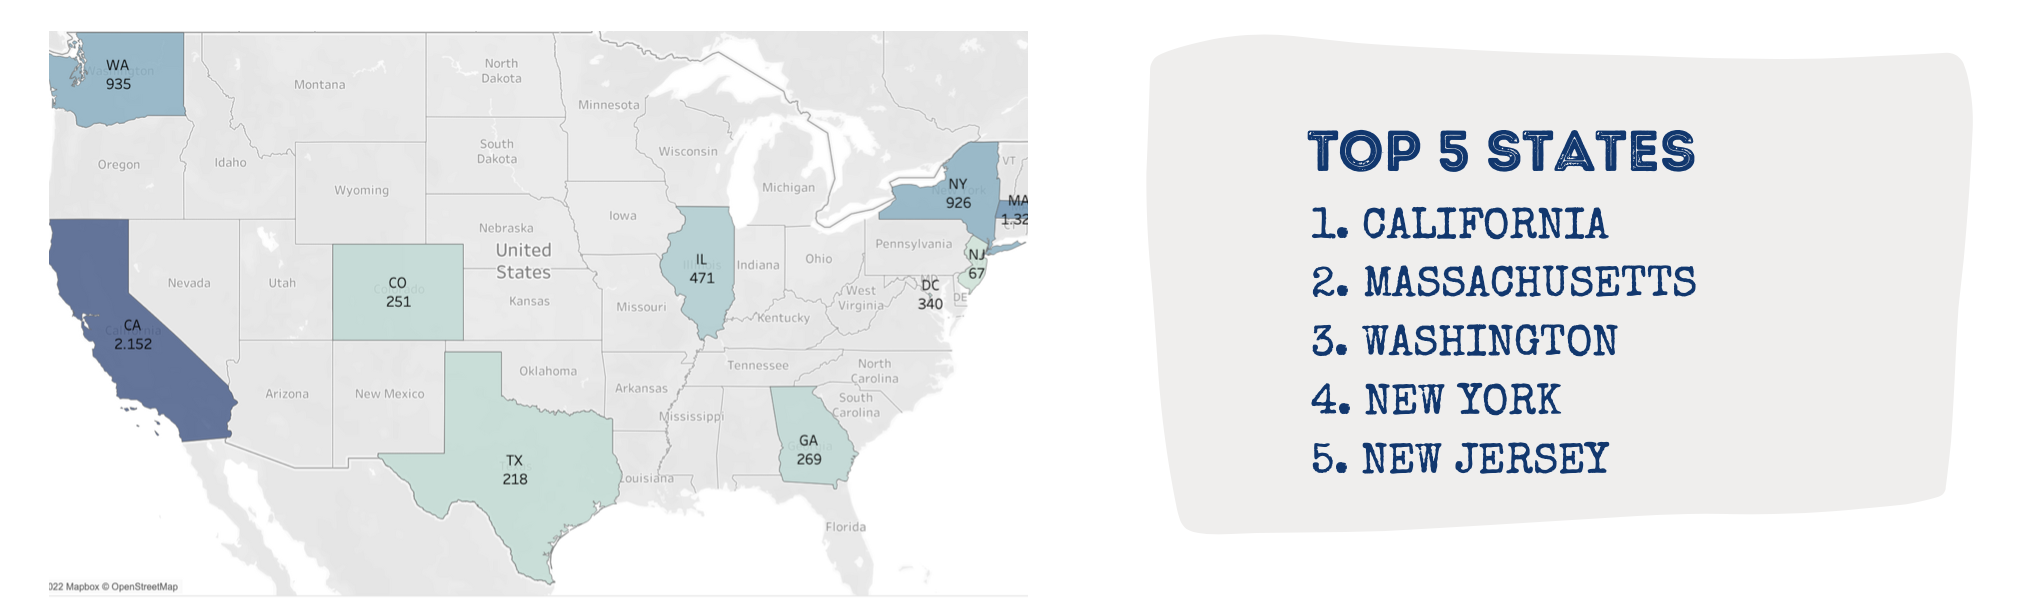 WA
935
Montana
North
Dakota
Minnesota
Oregon
Idaho
South
Dakota
Wisconsin
Michigan
VT
Wyoming
NY
926
MA
1.32
Iowa
Nebraska
United
States
Pennsylvania
CT
Nevada
Utah
CO
251
IL
471
Indiana
Ohio
NJ
67
MD
DC
340
DE
West
Virginia
Kansas
Missouri
Kentucky
CA
2.152
Tennessee
North
Carolina
Oklahoma
Arkansas
Arizona
New Mexico
Mississippi
South
Carolina
GA
269
TX
218
Louisiana
Florida
022 Mapbox © OpenStreetMap
TOP 5 STATES
1. CALIFORNIA
2. MASSACHUSETTS
3. WASHINGTON
4. NEW YORK
5. NEW JERSEY